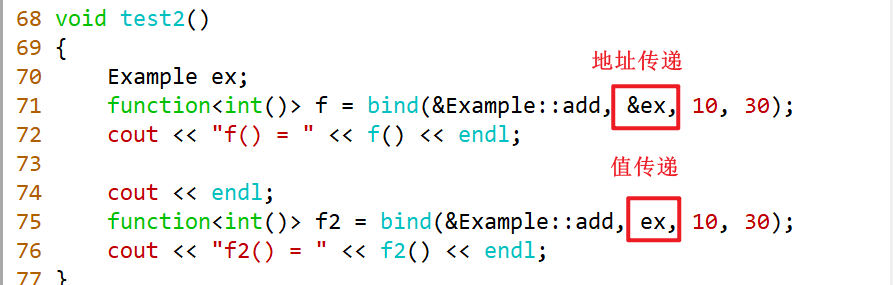 68 void test2()
69 {
地址传递
70     Example ex;
71     function<int()> f = bind(&Example::add, &ex, 10, 30);
72     cout << "f() = " << f() << endl;
值传递
73
74     cout << endl;
75     function<int()> f2 = bind(&Example::add, ex, 10, 30);
76     cout << "f2() = " << f2() << endl;
77 }